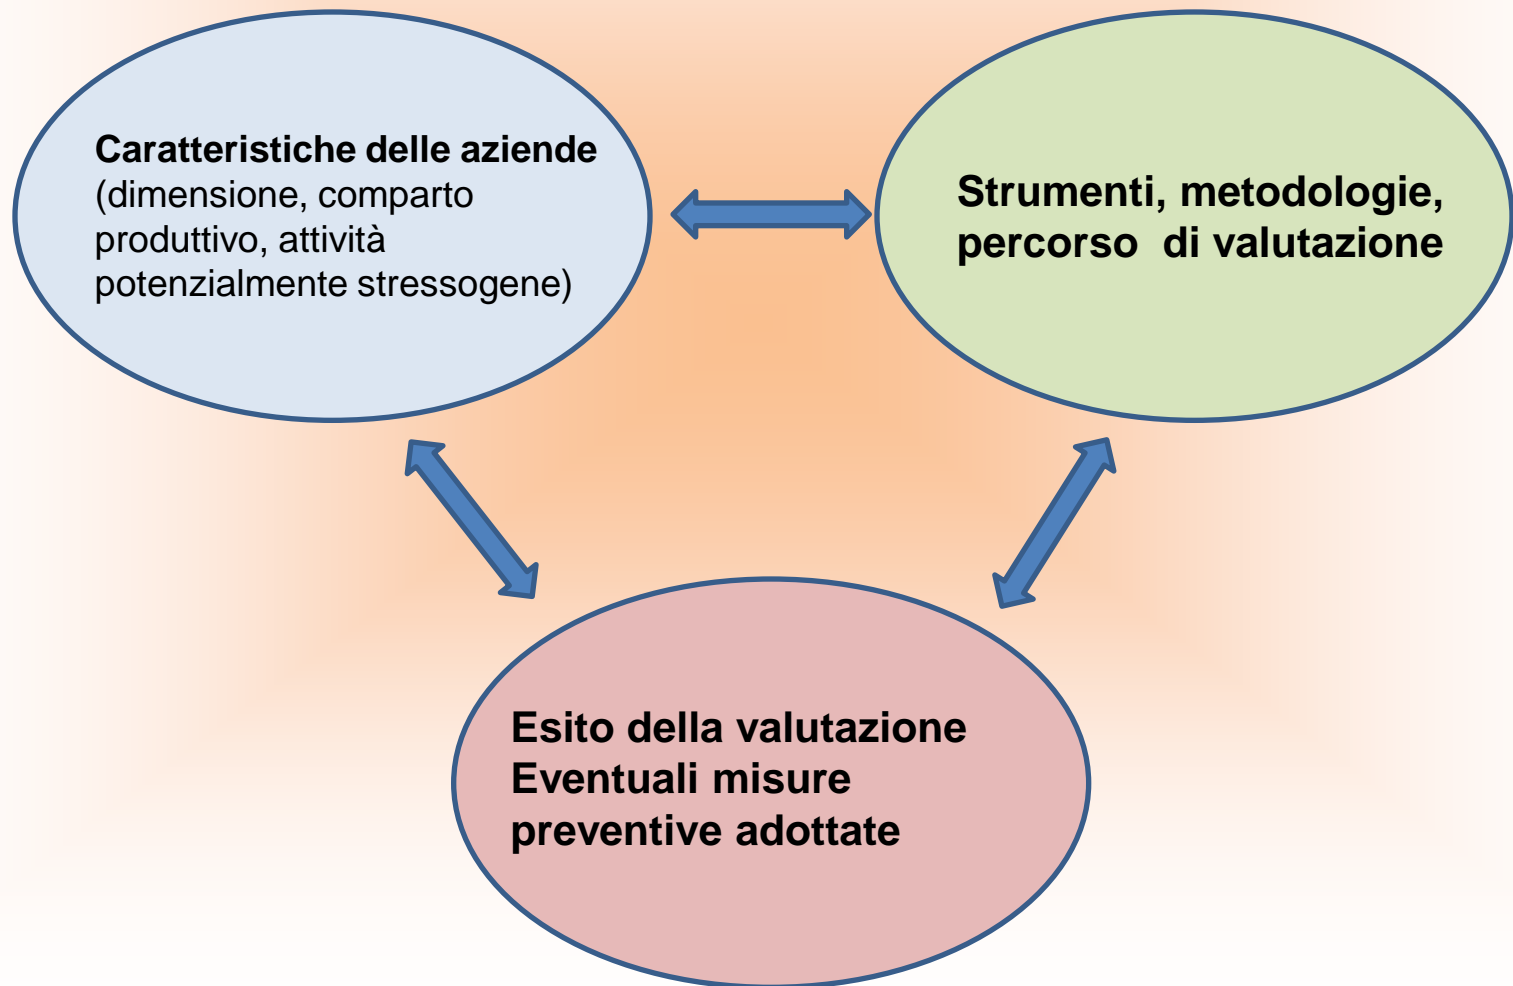 Caratteristiche delle aziende
(dimensione, comparto
produttivo, attività
potenzialmente stressogene)
Strumenti, metodologie,
percorso  di valutazione
Esito della valutazione
Eventuali misure
preventive adottate